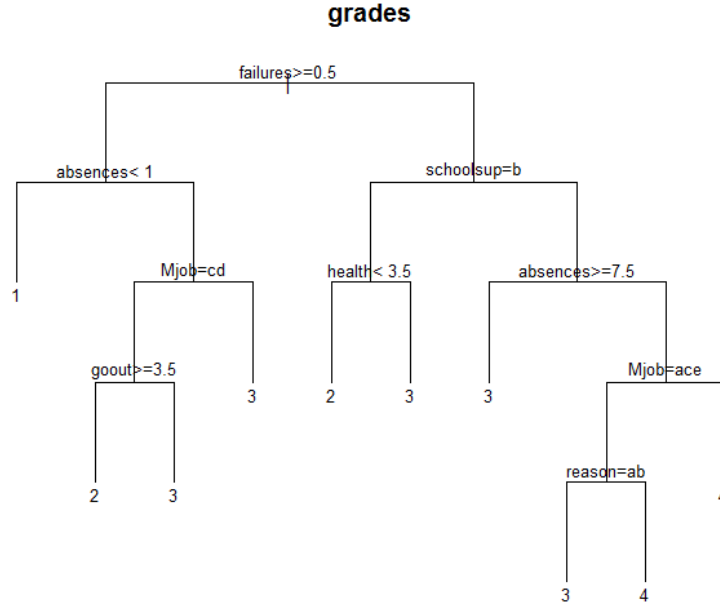 grades
failures>=0.5
absences< 1
schoolsup=b
Mjob=cd
health< 3.5
absences>=7.5
1
goout>=3.5
3
2
3
3
Mjob=ace
2
3
reason=ab
3
4